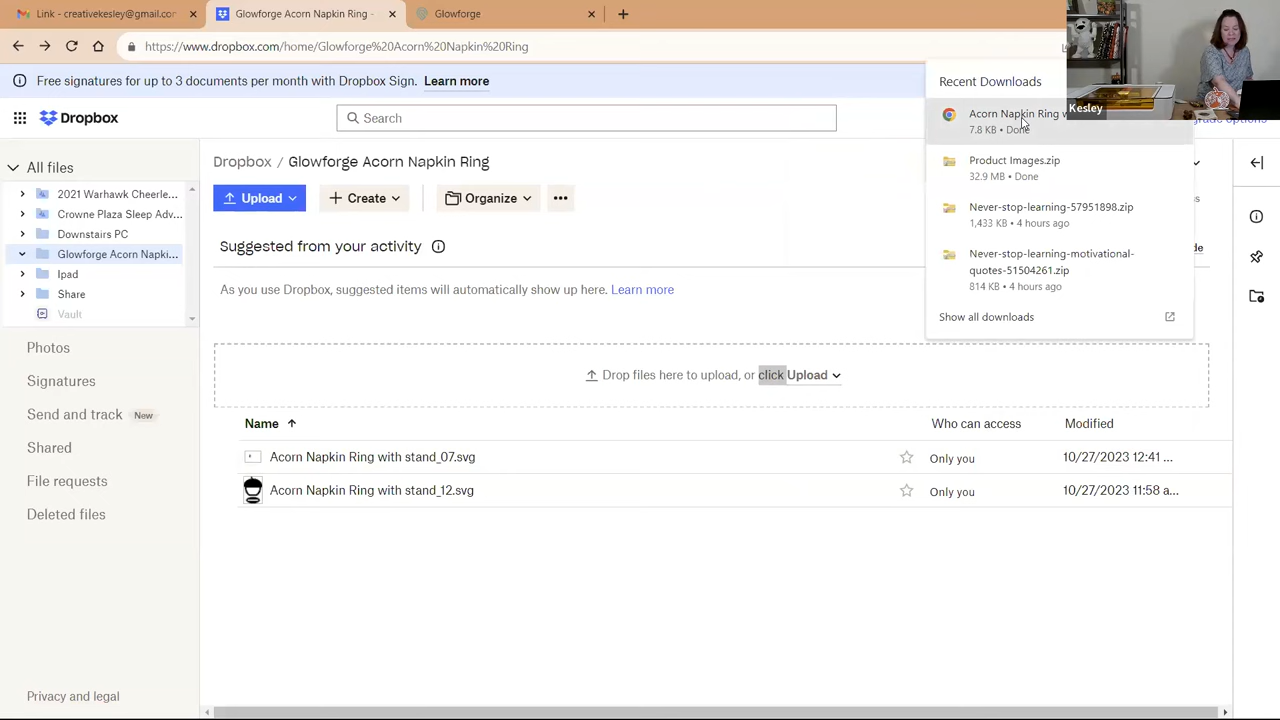 Link - creativekesley@gmail.com
Glowforge Acorn Napkin Ring
Glowforge
https://www.dropbox.com/home/Glowforge%20Acorn%20Napkin%20Ring
Free signatures for up to 3 documents per month with Dropbox Sign. Learn more
Dropbox
Search
Recent Downloads
Acorn Napkin Ring w
7.8 KB • Done
Kesley
Product Images.zip
32.9 MB • Done
Never-stop-learning-57951898.zip
1,433 KB • 4 hours ago
Never-stop-learning-motivational-
quotes-51504261.zip
814 KB • 4 hours ago
Show all downloads
All files
2021 Warhawk Cheerle...
Crowne Plaza Sleep Adv...
Downstairs PC
Glowforge Acorn Napki...
Ipad
Share
Vault
Photos
Signatures
Send and track New
Shared
File requests
Deleted files
Privacy and legal
Dropbox / Glowforge Acorn Napkin Ring
Upload
Create
Organize
•••
Suggested from your activity
As you use Dropbox, suggested items will automatically show up here. Learn more
Drop files here to upload, or click Upload
Name
Who can access
Modified
Acorn Napkin Ring with stand_07.svg
Only you
10/27/2023 12:41 ...
Acorn Napkin Ring with stand_12.svg
Only you
10/27/2023 11:58 a...